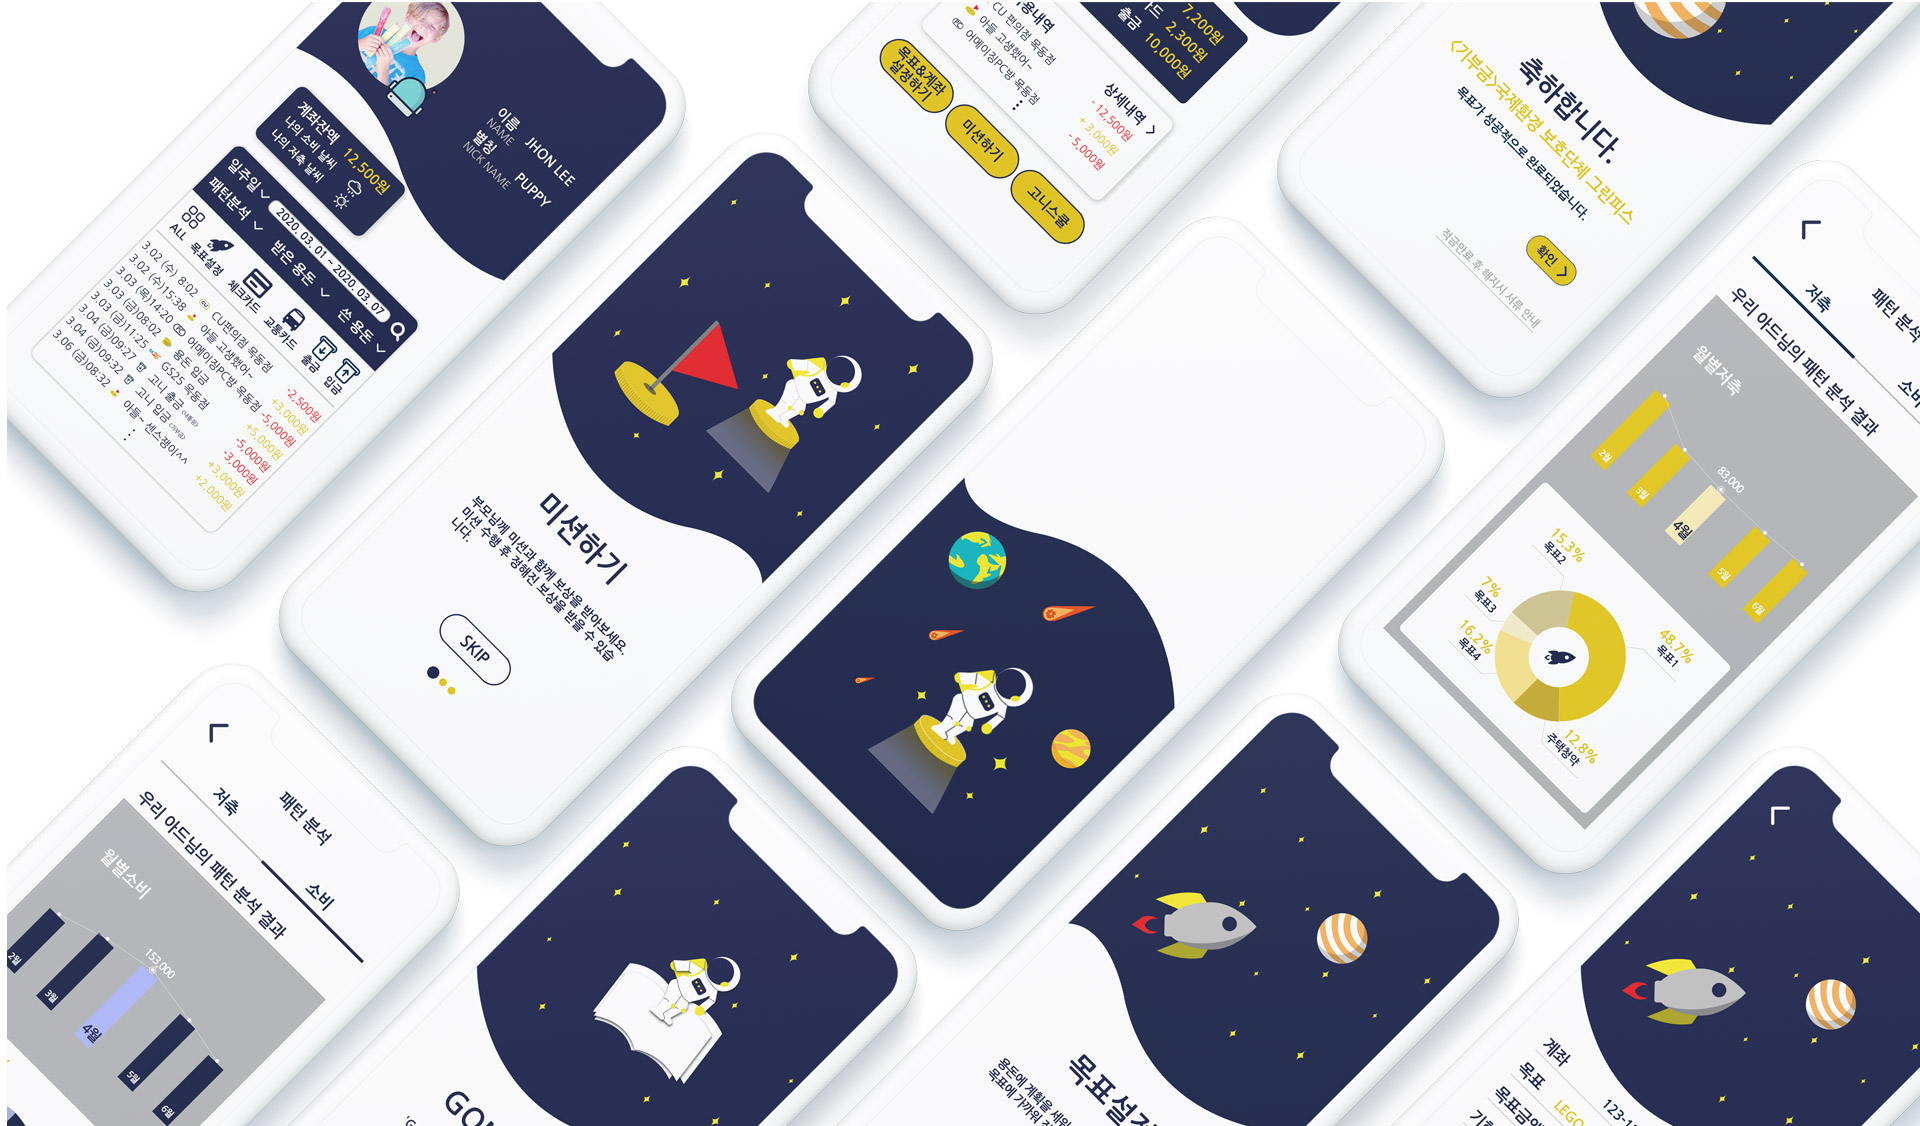 이름 JHON LEE
NAME
별칭 PUPPY
NICK NAME
계좌잔액 12,500원
나의 소비 날씨
나의 저축 날씨
일주일 2020. 03. 01 ~ 2020. 03. 07
패턴분석 받은 용돈 쓴 용돈
ALL 목표설정 체크카드 교통카드 출금 입금
3.02 (수) 8:02 CU편의점 목동점 -2,500원
3.02 (수)15:38 아들 고생했어~ +3,000원
3.03 (목)14:20 어메이징PC방 목동점 -5,000원
3.03 (금)08:02 용돈 입금 +5,000원
3.03 (금)11:25 GS25 목동점 -5,000원
3.04 (금)09:27 고니 출금 -3,000원
3.04 (금)09:32 고니 입금 +3,000원
3.06 (금)08:32 아들~ 센스쟁이^^ +2,000원
미션하기
부모님께 미션과 함께 보상을 받아보세요.
미션 수행 후 정해진 보상을 받을 수 있습
니다.
SKIP
7,200원
2,300원
출금 10,000원
상세내역
CU 편의점 목동점 -12,500원
아들 고생했어~ + 3,000원
어메이징PC방 목동점 -5,000원
목표&계좌
설정하기
미션하기
고니스쿨
축하합니다.
<기부금>국제환경 보호단체 그린피스
목표가 성공적으로 완료되었습니다.
확인
적금만료 후 해지시 서류 안내
패턴 분석
저축 소비
우리 아드님의 패턴 분석 결과
월별저축
83,000
2월 3월 4월 5월 6월
15.3%
목표2
7%
목표3
16.2%
목표4
48.7%
목표1
12.8%
주택청약
패턴 분석
저축 소비
우리 아드님의 패턴 분석 결과
월별소비
153,000
2월 3월 4월 5월 6월
용돈에 계획을 세워
목표에 가까워
계좌
목표 LEGO